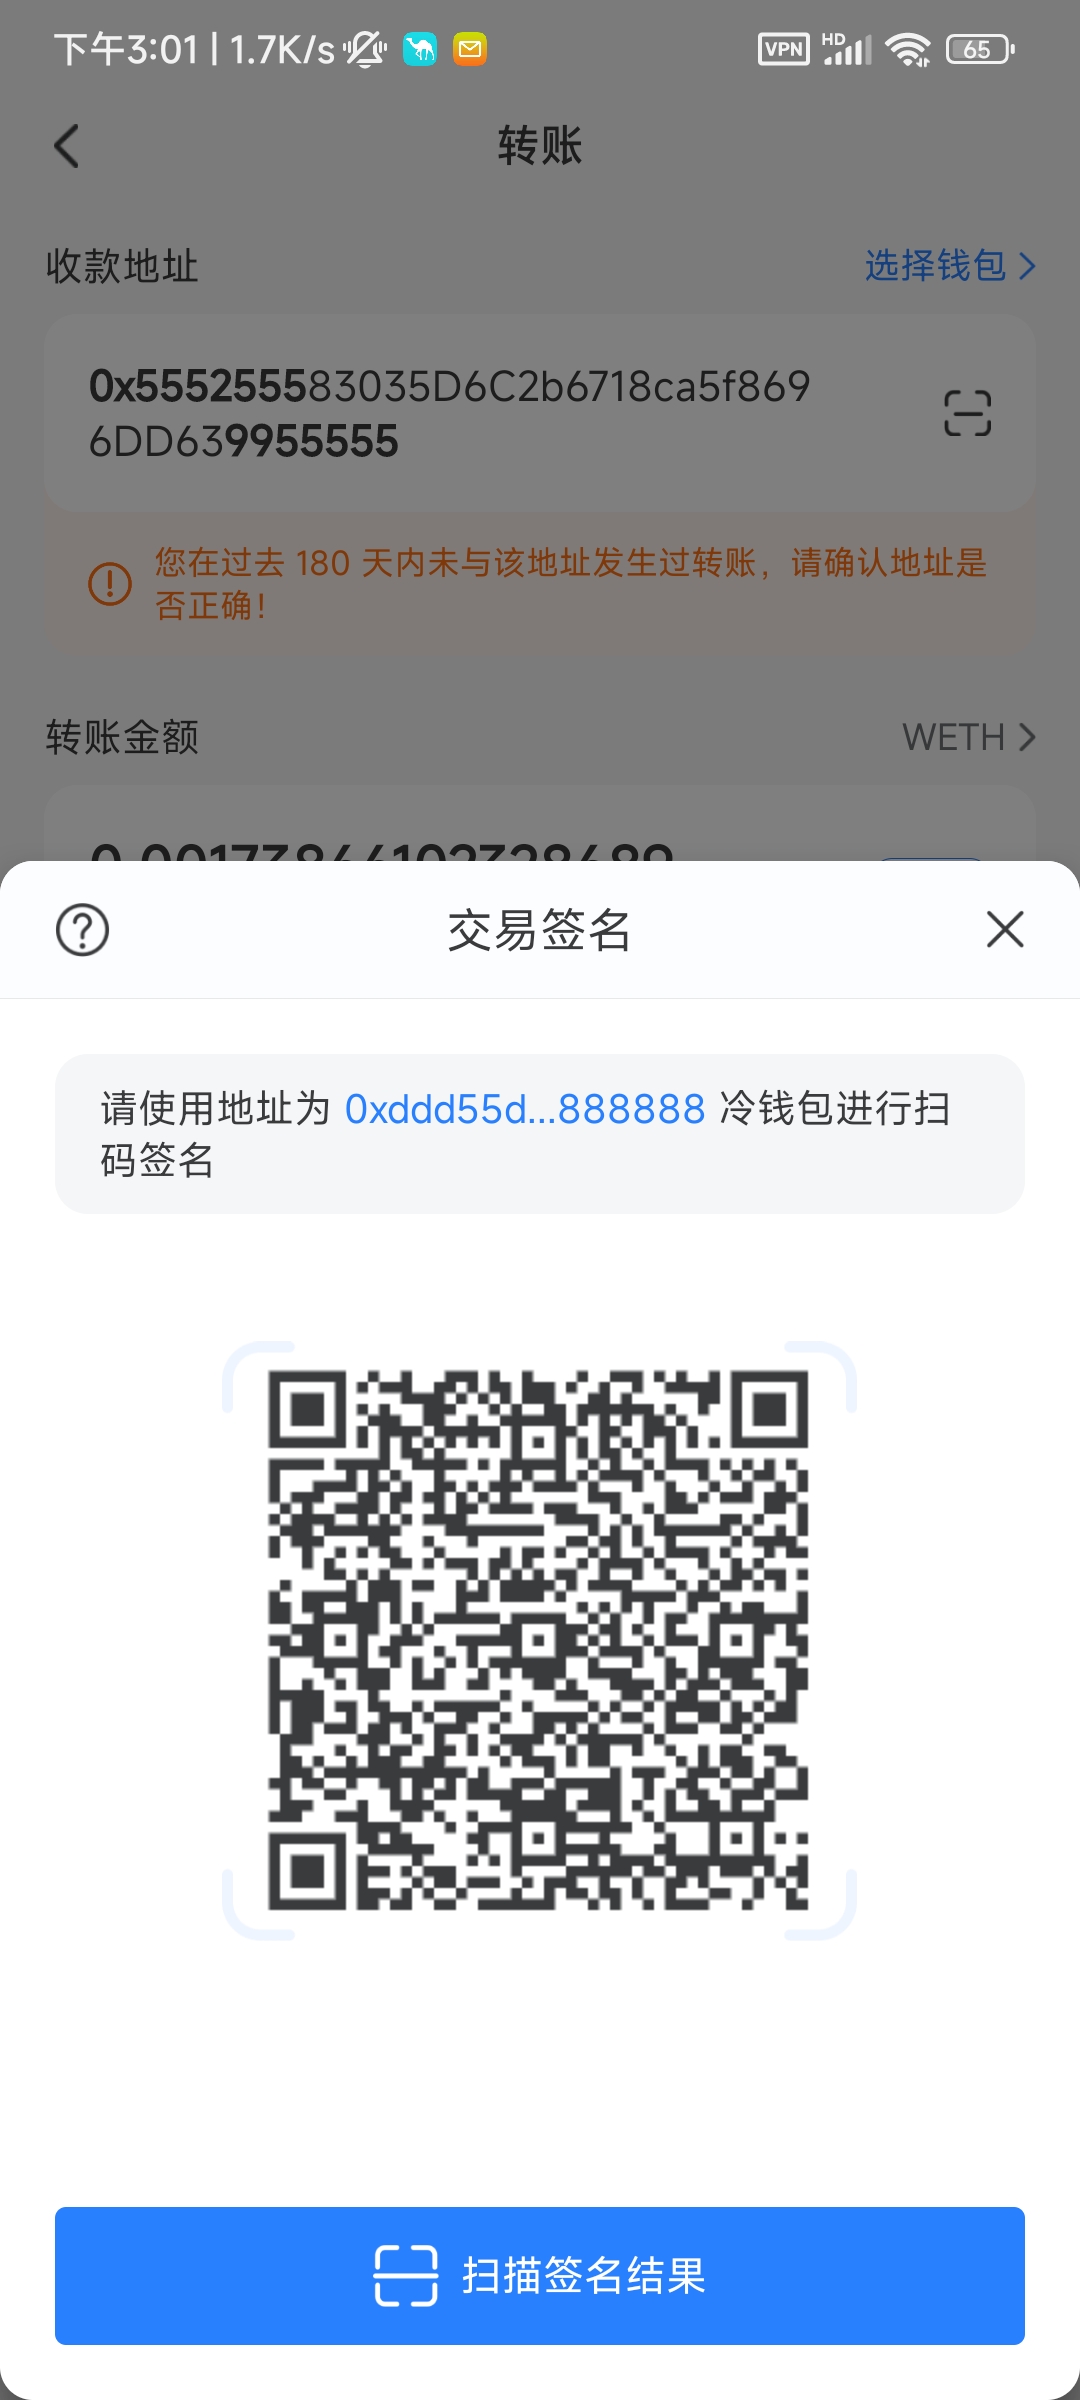 下午3:01 | 1.7K/s
VPN HD 65
转账
收款地址
选择钱包
0x555255583035D6C2b6718ca5f869
6DD639955555
您在过去 180 天内未与该地址发生过转账，请确认地址是
否正确！
转账金额
WETH
交易签名
请使用地址为 0xddd55d...888888 冷钱包进行扫
码签名
扫描签名结果